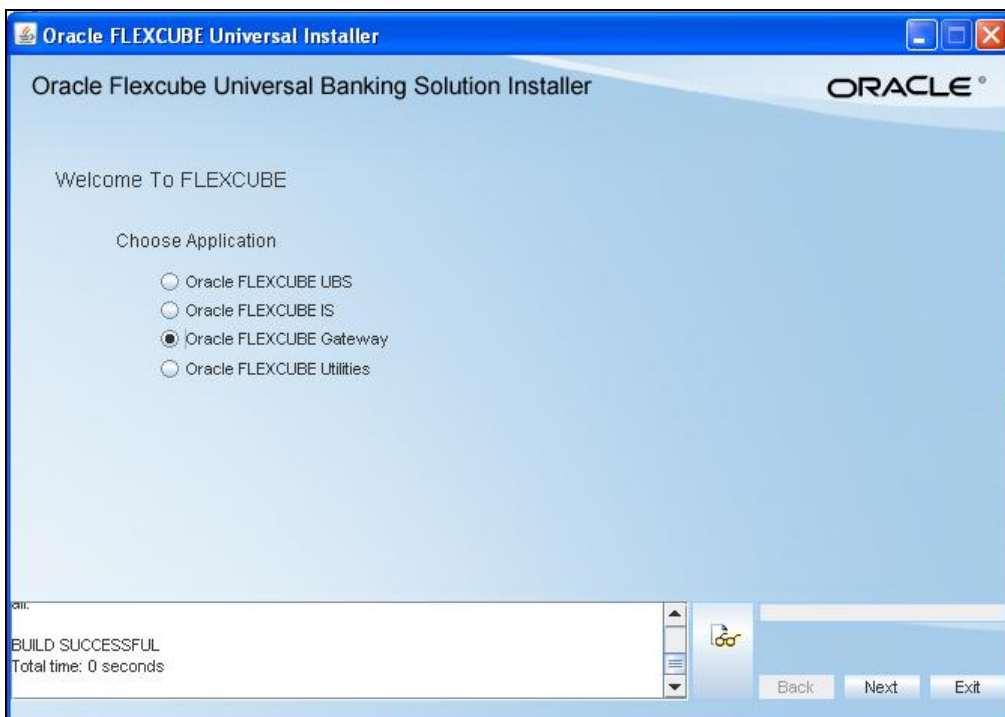 Oracle FLEXCUBE Universal Installer
Oracle Flexcube Universal Banking Solution Installer
ORACLE®
Welcome To FLEXCUBE
Choose Application
Oracle FLEXCUBE UBS
Oracle FLEXCUBE IS
Oracle FLEXCUBE Gateway
Oracle FLEXCUBE Utilities
BUILD SUCCESSFUL
Total time: 0 seconds
Back
Next
Exit